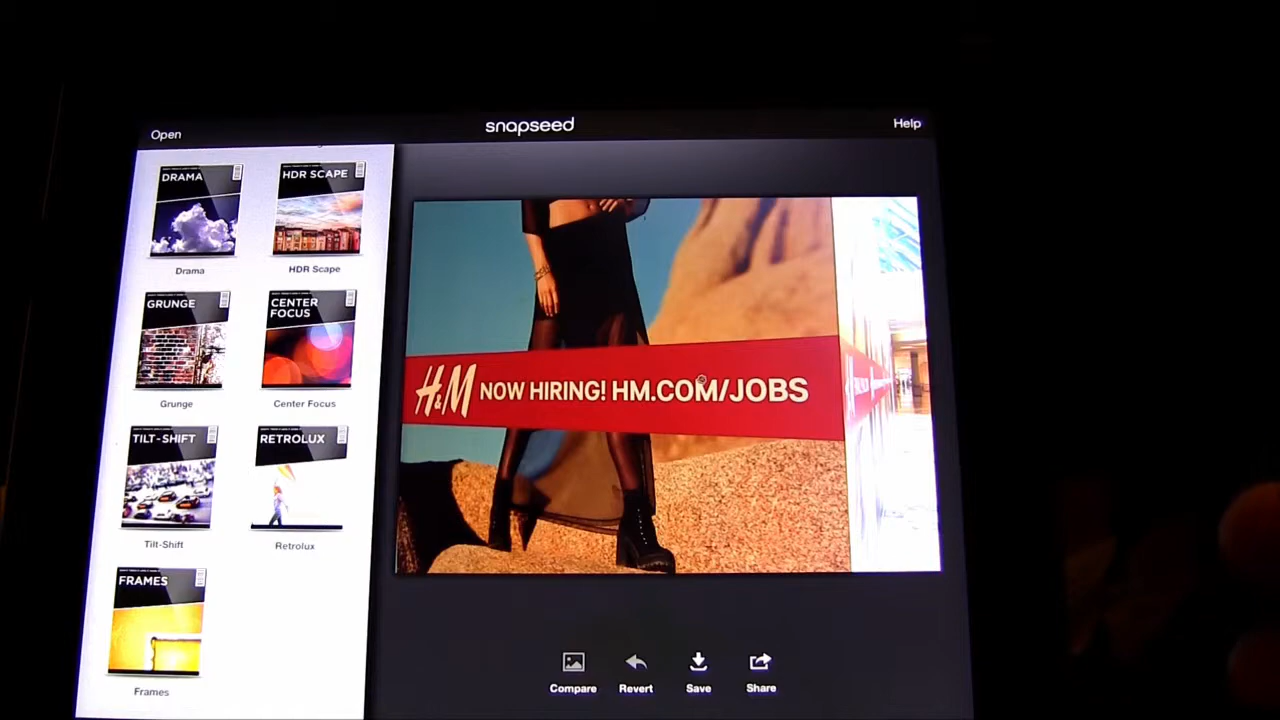 Open
snapseed
Help
DRAMA
HDR SCAPE
Drama
HDR Scape
GRUNGE
CENTER
FOCUS
Grunge
Center Focus
TILT-SHIFT
RETROLUX
Tilt-Shift
Retrolux
FRAMES
Frames
H&M NOW HIRING! HM.COM/JOBS
Compare
Revert
Save
Share